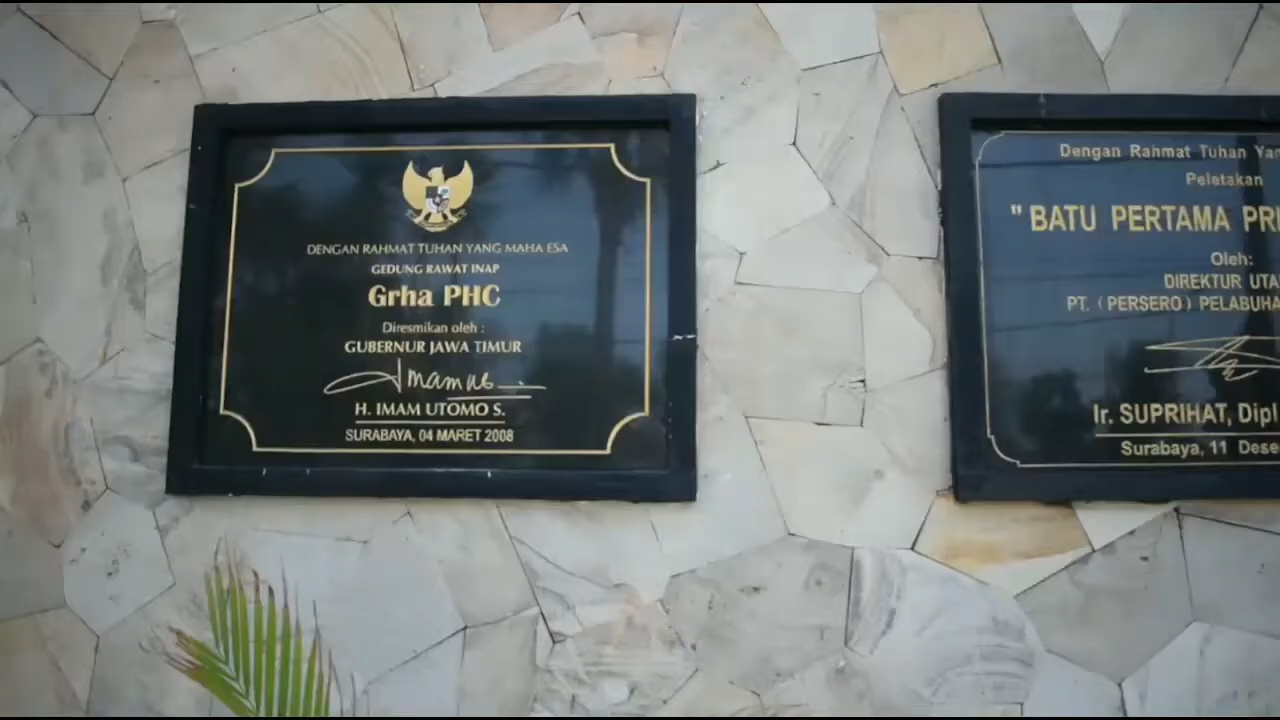 DENGAN RAHMAT TUHAN YANG MAHA ESA
GEDUNG RAWAT INAP
Grha PHC
Diresmikan oleh :
GUBERNUR JAWA TIMUR
H. IMAM UTOMO S.
SURABAYA, 04 MARET 2008
Dengan Rahmat Tuhan
Peletakan
" BATU PERTAMA
Oleh:
DIREKTUR
PT. ( PERSERO )
Ir. SUPRIHAT, Dipl
Surabaya, 11